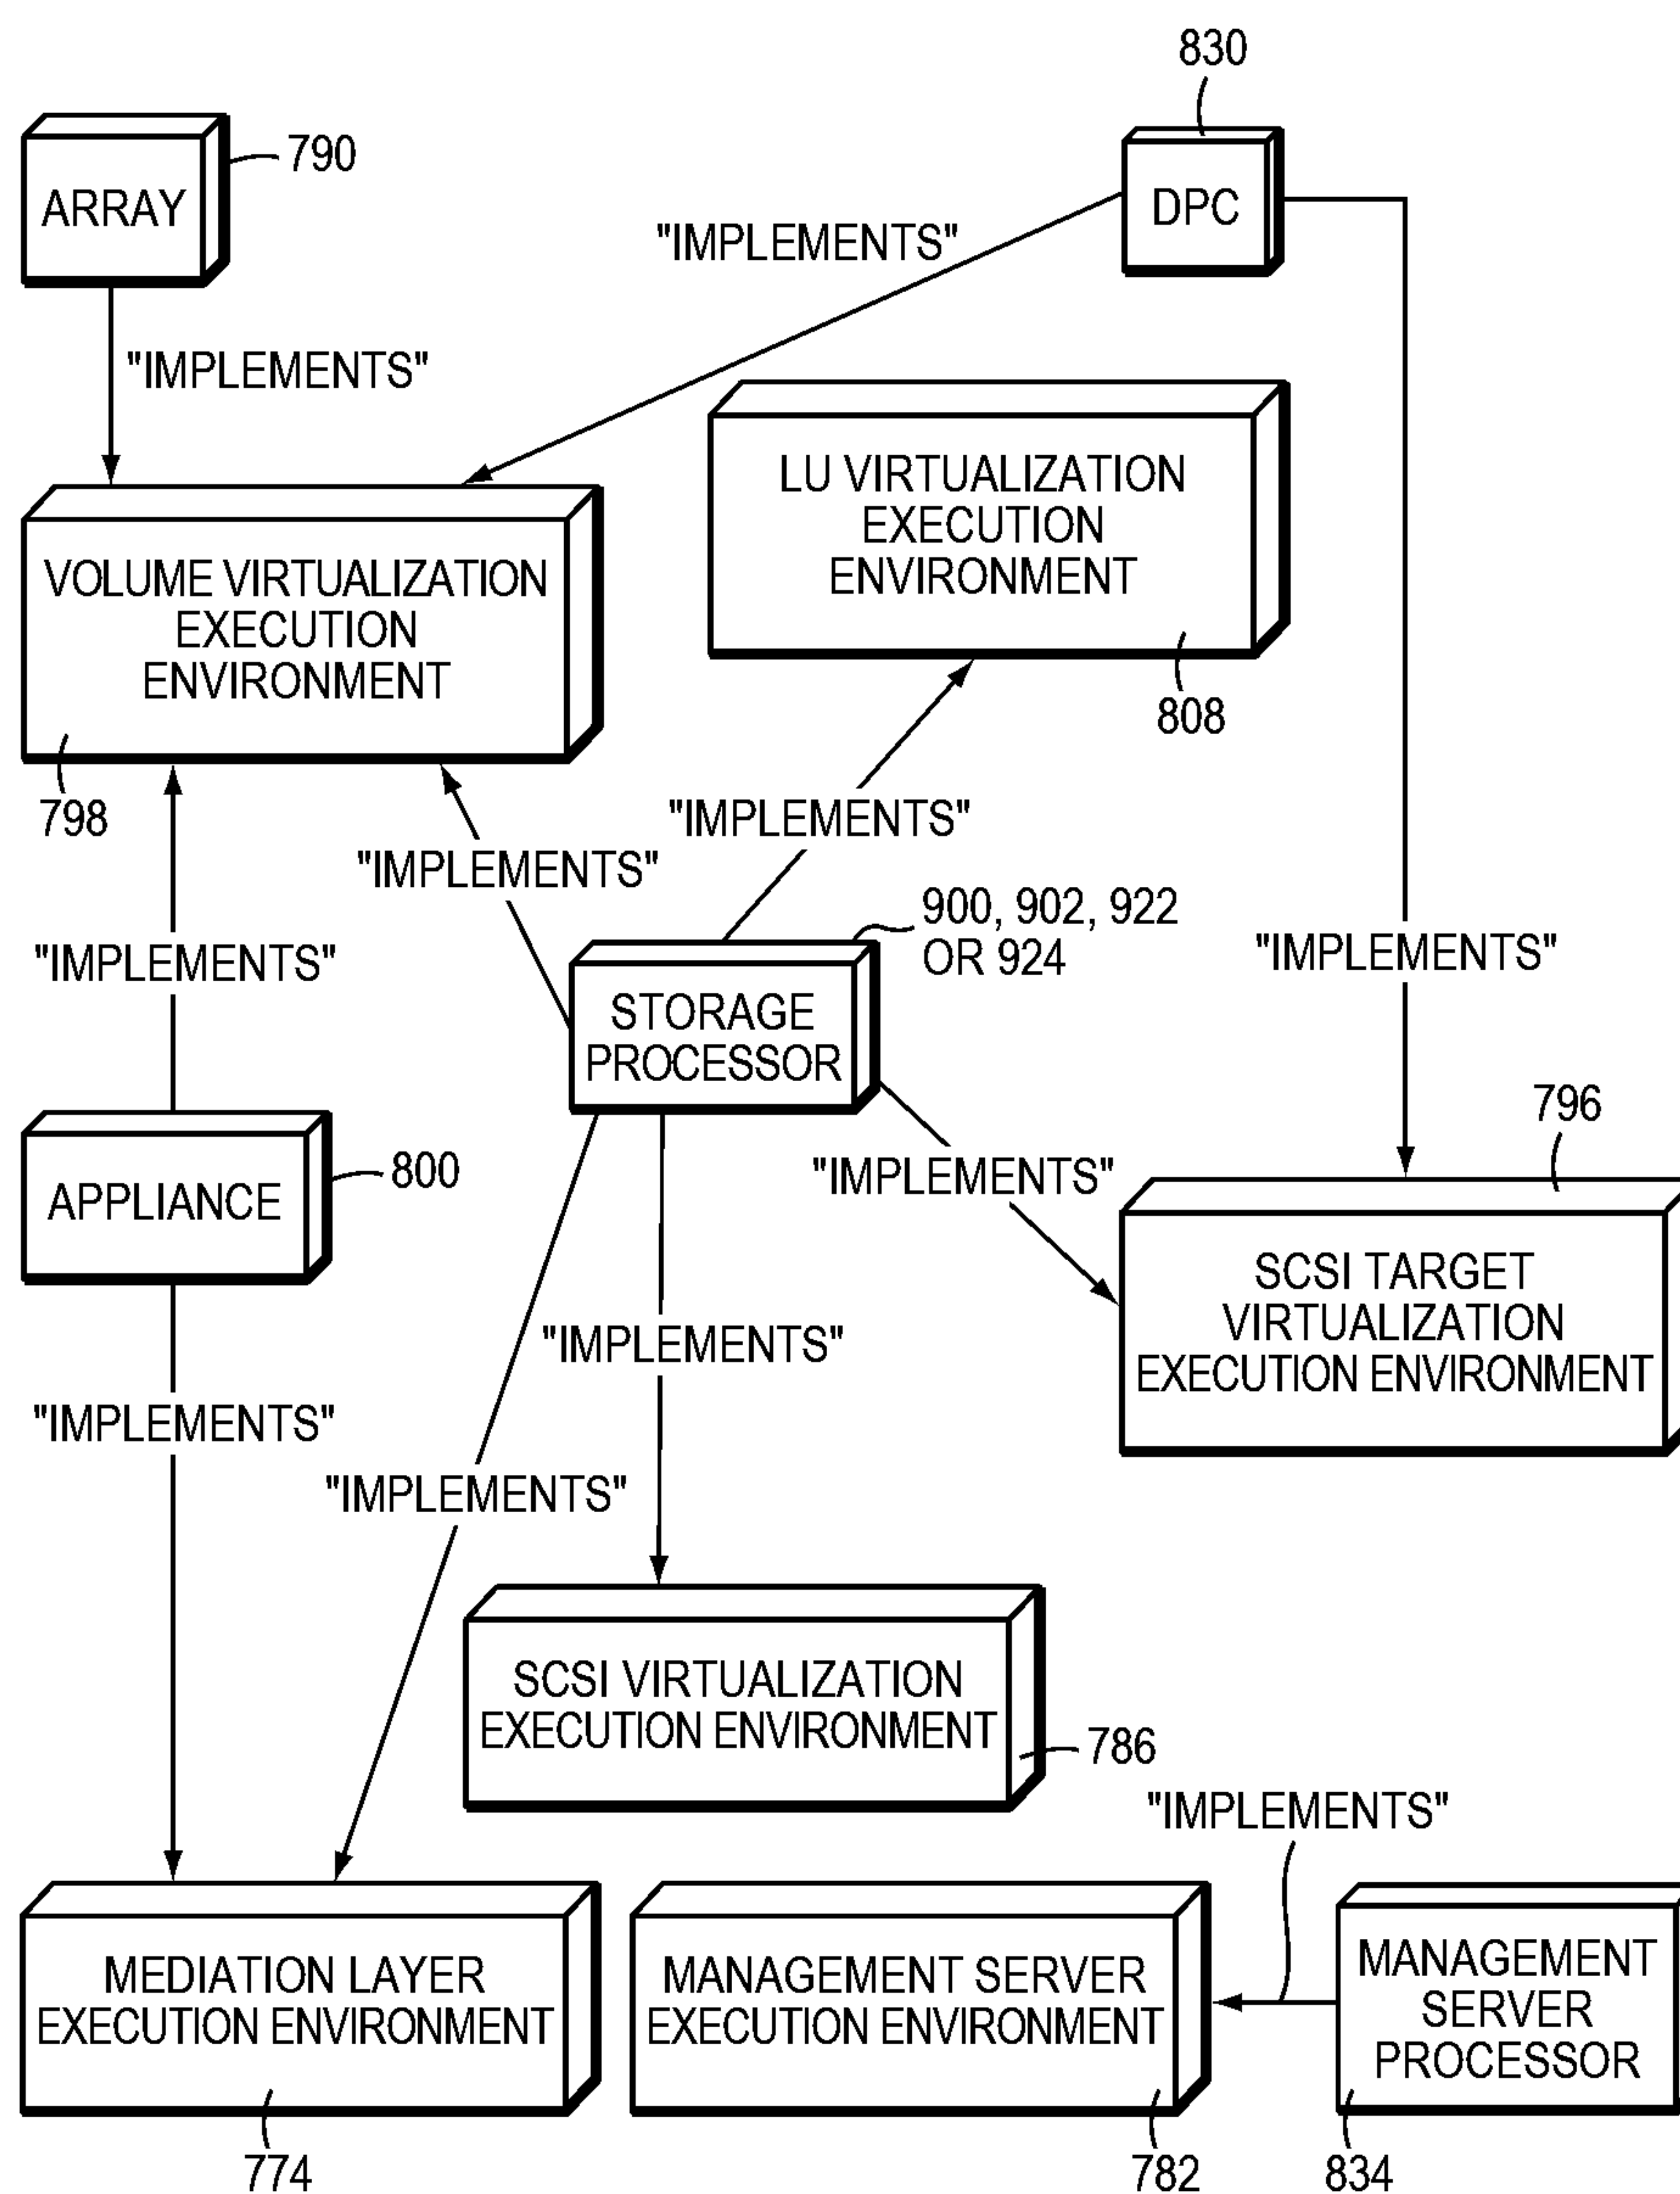 830
790
ARRAY
DPC
"IMPLEMENTS"
"IMPLEMENTS"
LU VIRTUALIZATION
EXECUTION
ENVIRONMENT
808
VOLUME VIRTUALIZATION
EXECUTION
ENVIRONMENT
798
"IMPLEMENTS"
"IMPLEMENTS"
"IMPLEMENTS"
"IMPLEMENTS"
900, 902, 922
OR 924
STORAGE
PROCESSOR
796
APPLIANCE
800
"IMPLEMENTS"
SCSI TARGET
VIRTUALIZATION
EXECUTION ENVIRONMENT
"IMPLEMENTS"
"IMPLEMENTS"
"IMPLEMENTS"
SCSI VIRTUALIZATION
EXECUTION ENVIRONMENT
786
"IMPLEMENTS"
MEDIATION LAYER
EXECUTION ENVIRONMENT
774
MANAGEMENT SERVER
EXECUTION ENVIRONMENT
782
MANAGEMENT
SERVER
PROCESSOR
834